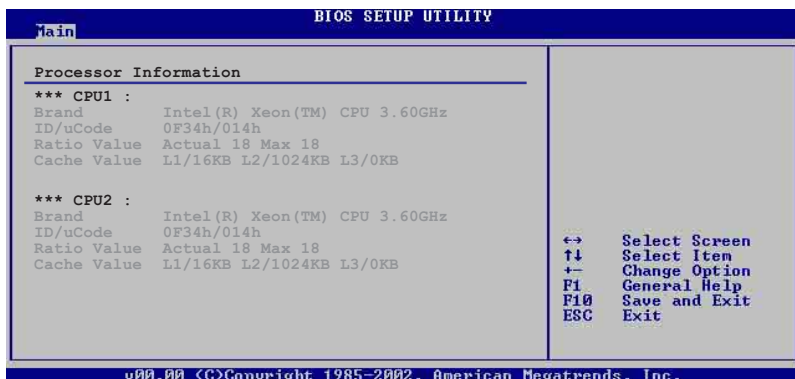 BIOS SETUP UTILITY
Main
Processor Information
*** CPU1 :
Brand Intel(R) Xeon(TM) CPU 3.60GHz
ID/uCode 0F34h/014h
Ratio Value Actual 18 Max 18
Cache Value L1/16KB L2/1024KB L3/0KB
*** CPU2 :
Brand Intel(R) Xeon(TM) CPU 3.60GHz
ID/uCode 0F34h/014h
Ratio Value Actual 18 Max 18
Cache Value L1/16KB L2/1024KB L3/0KB
↔ Select Screen
↑↓ Select Item
+- Change Option
F1 General Help
F10 Save and Exit
ESC Exit
v00.00 (C)Copyright 1985-2002, American Megatrends, Inc.